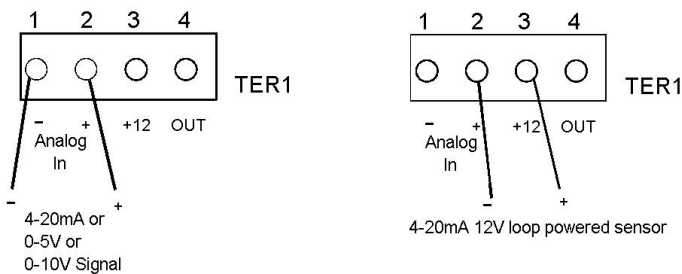 1 2 3 4
TER1
- + +12 OUT
Analog
In
- +
4-20mA or
0-5V or
0-10V Signal
1 2 3 4
TER1
- + +12 OUT
Analog
In
- +
4-20mA 12V loop powered sensor